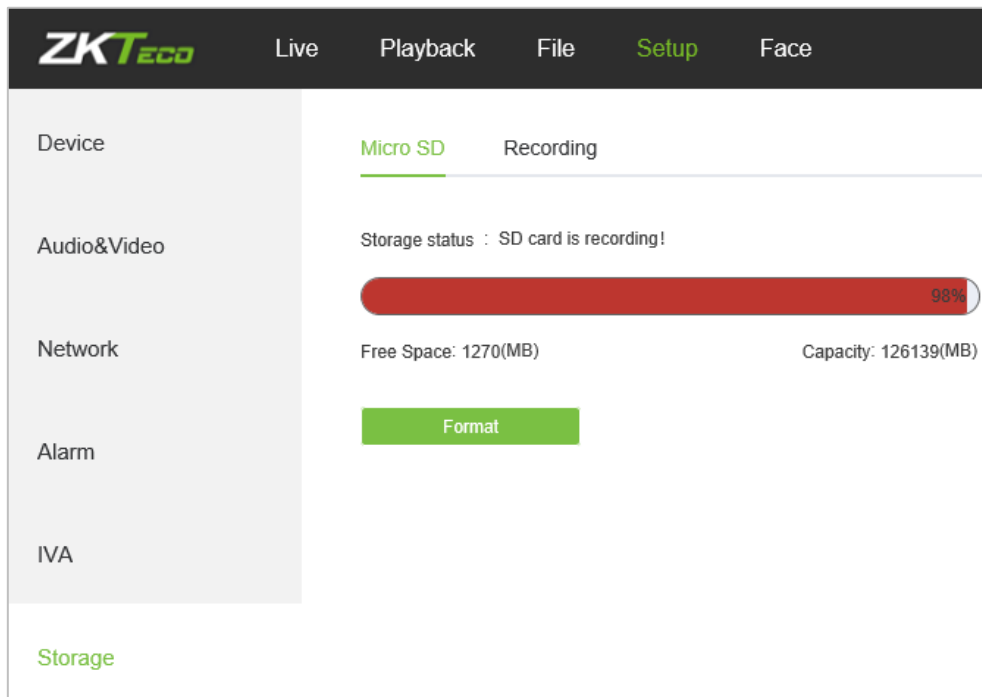 ZKTECO Live Playback File Setup Face
Device
Audio&Video
Network
Alarm
IVA
Storage
Micro SD Recording
Storage status : SD card is recording!
98%
Free Space: 1270(MB) Capacity: 126139(MB)
Format